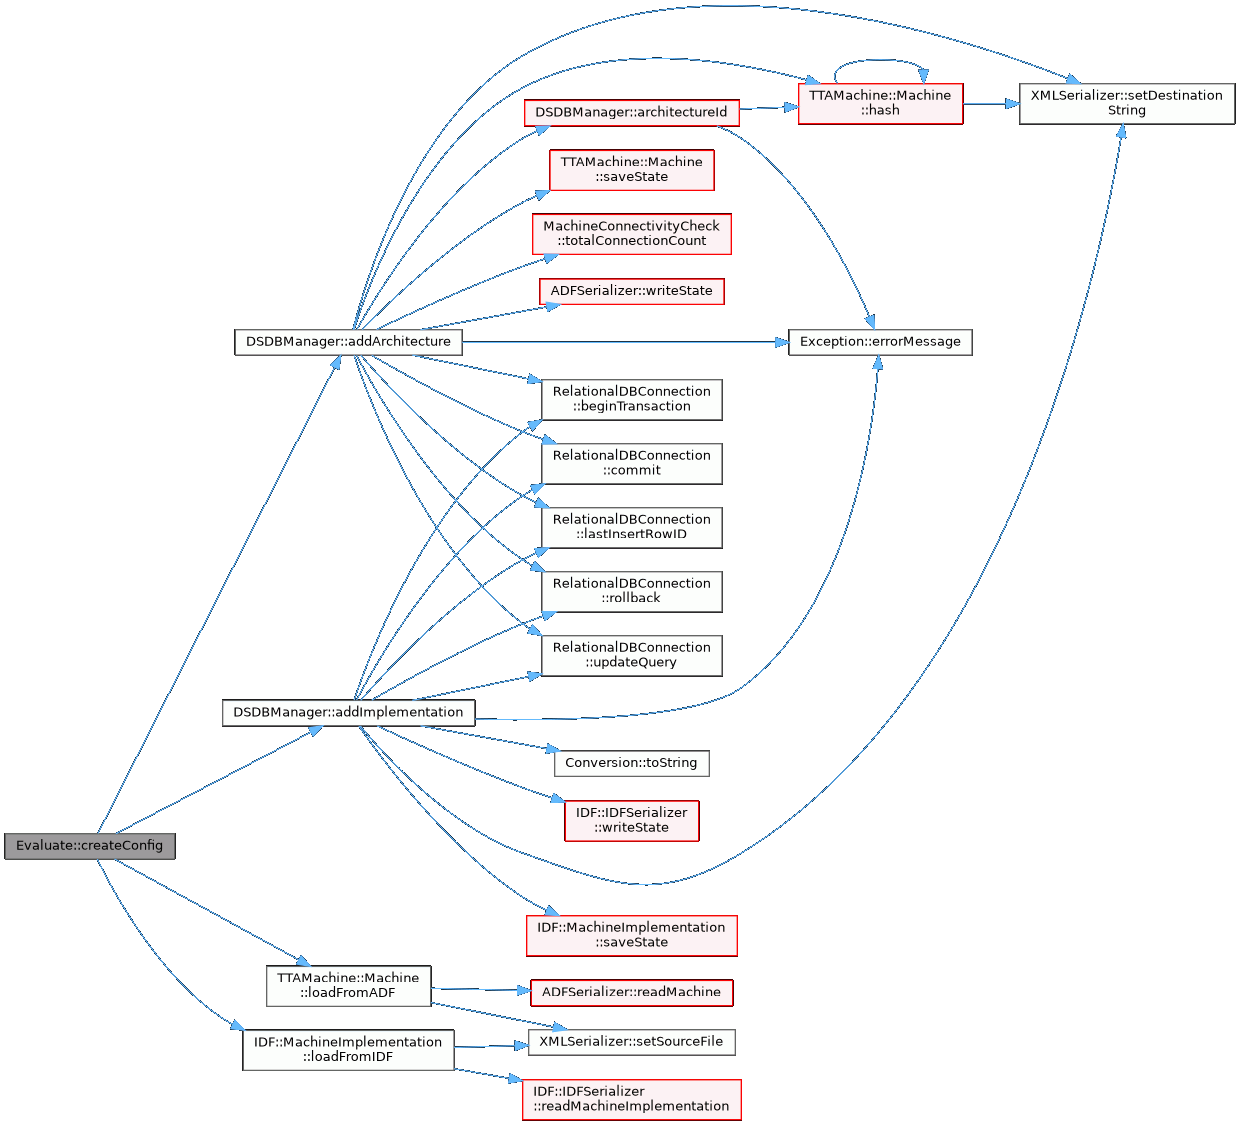 TTAMachine::Machine
::hash
XMLSerializer::setDestination
String
DSDBManager::architectureId
TTAMachine::Machine
::saveState
MachineConnectivityCheck
::totalConnectionCount
ADFSerializer::writeState
DSDBManager::addArchitecture
Exception::errorMessage
RelationalDBConnection
::beginTransaction
RelationalDBConnection
::commit
RelationalDBConnection
::lastInsertRowID
RelationalDBConnection
::rollback
RelationalDBConnection
::updateQuery
DSDBManager::addImplementation
Conversion::toString
IDF::IDFSerializer
::writeState
Evaluate::createConfig
IDF::MachineImplementation
::saveState
TTAMachine::Machine
::loadFromADF
ADFSerializer::readMachine
IDF::MachineImplementation
::loadFromIDF
XMLSerializer::setSourceFile
IDF::IDFSerializer
::readMachineImplementation